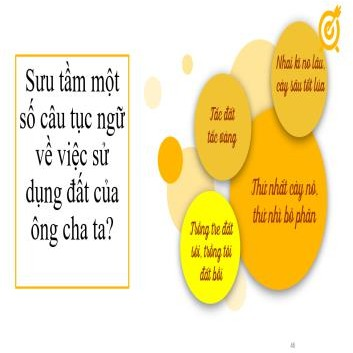 Sưu tầm một
số câu tục ngữ
về việc sử
dụng đất của
ông cha ta?
Nhai kĩ no lâu,
cày sâu tốt lúa
Tấc đất
tấc vàng
Thứ nhất cày nỏ,
thứ nhì bỏ phân
Trồng tre đất
sỏi, trồng tỏi
đất bồi